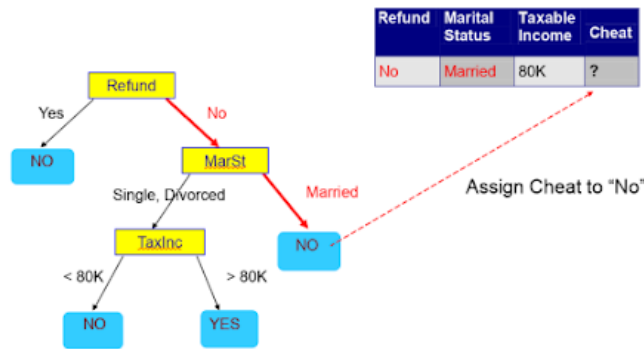 Refund Marital Status Taxable Income Cheat
No Married 80K ?
Refund
Yes
No
NO
MarSt
Single, Divorced
Married
Assign Cheat to “No”
TaxInc
NO
< 80K
> 80K
NO
YES